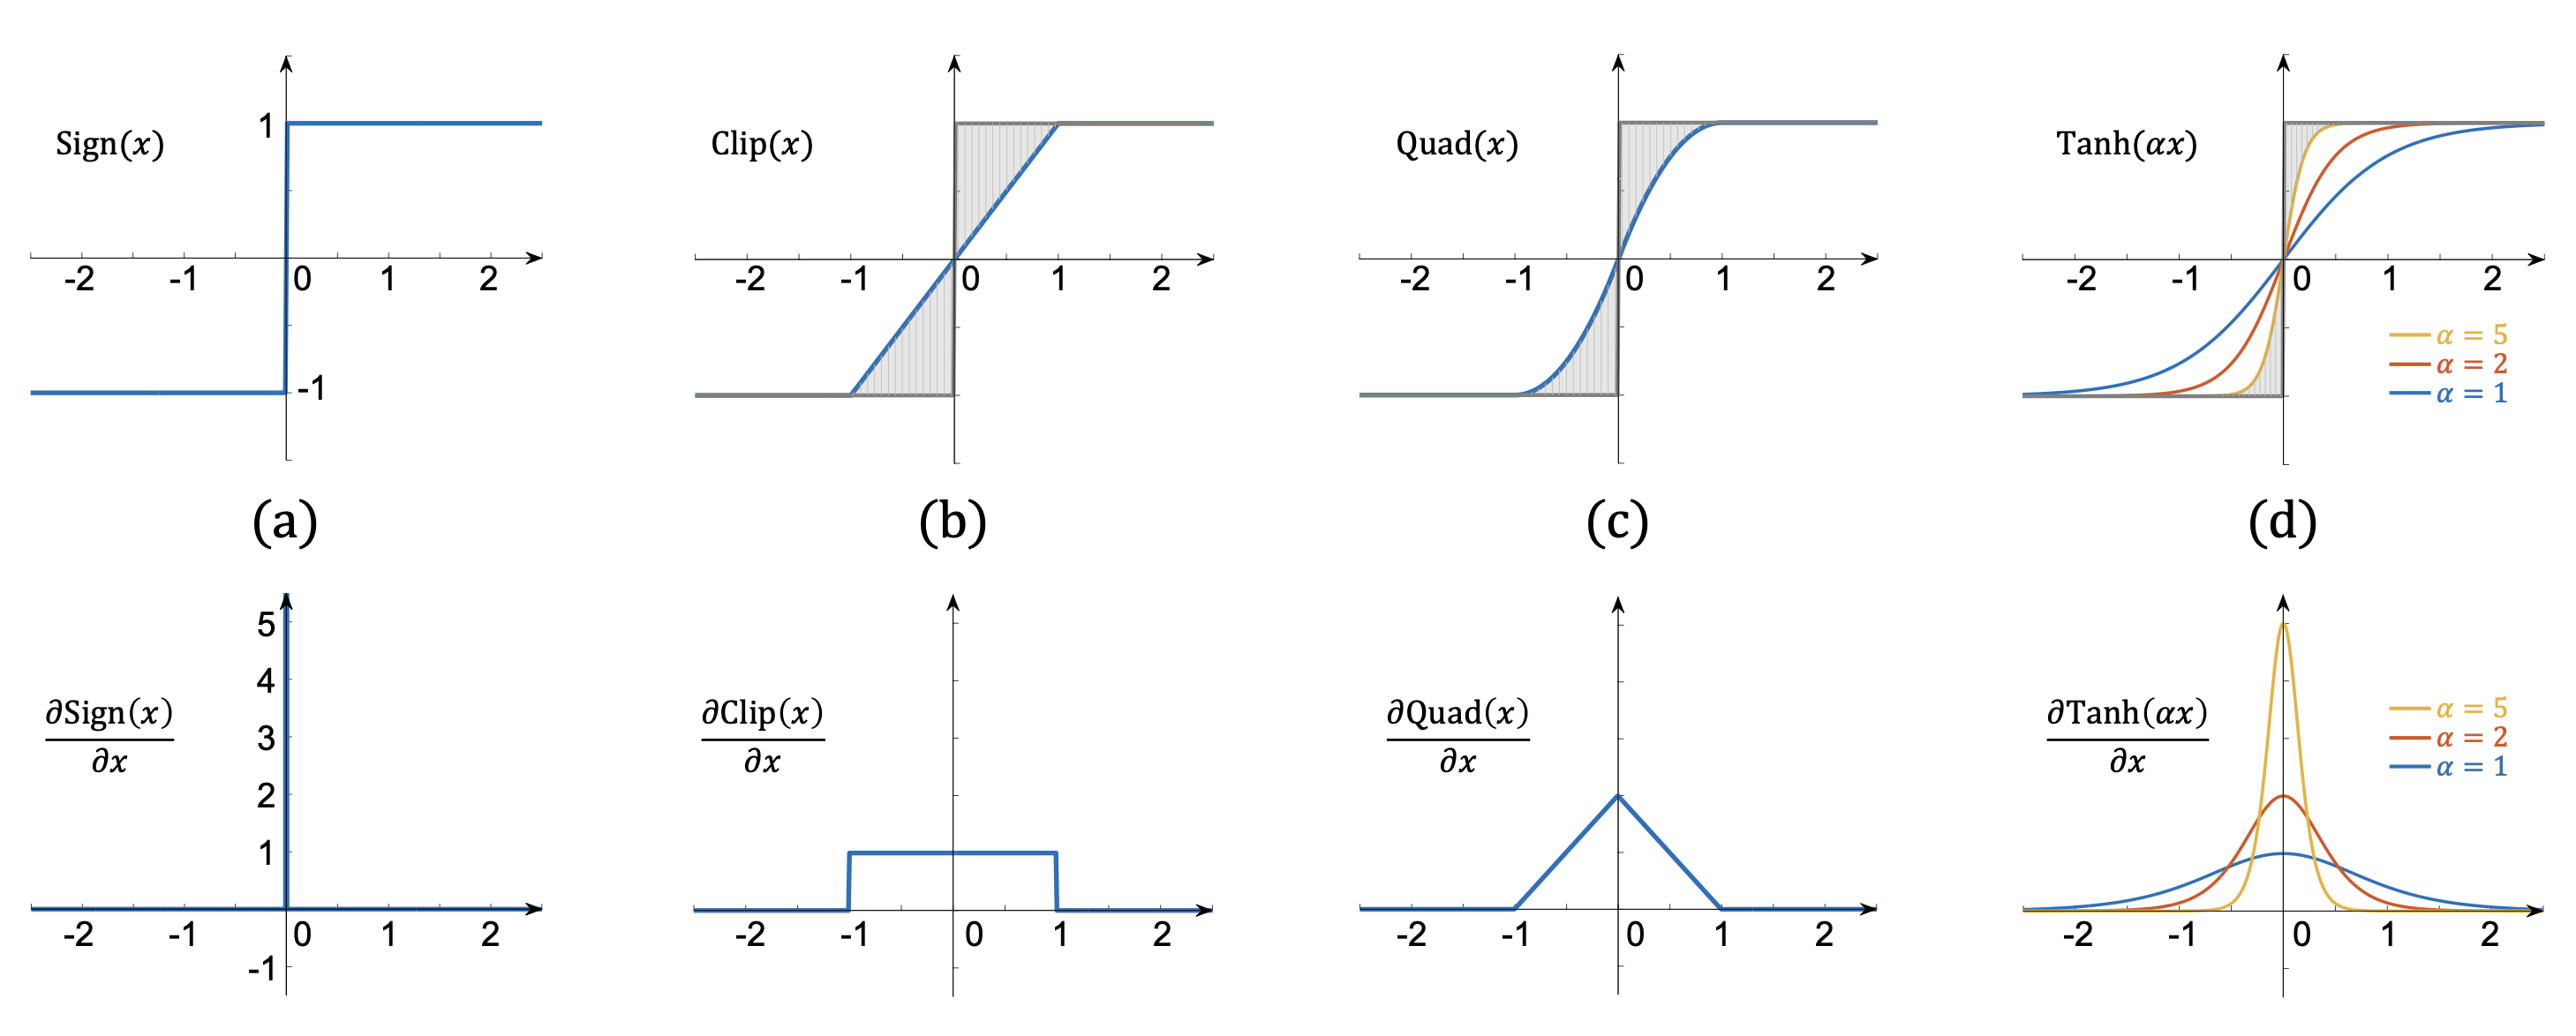 Sign(x)
1
-2 -1 0 1 2
-1
Clip(x)
-2 -1 0 1 2
Quad(x)
-2 -1 0 1 2
Tanh(αx)
-2 -1 0 1 2
α = 5
α = 2
α = 1
(a) (b) (c) (d)
5
4
3
2
1
∂Sign(x)
∂x
-2 -1 0 1 2
-1
∂Clip(x)
∂x
-2 -1 0 1 2
∂Quad(x)
∂x
-2 -1 0 1 2
∂Tanh(αx)
∂x
α = 5
α = 2
α = 1
-2 -1 0 1 2